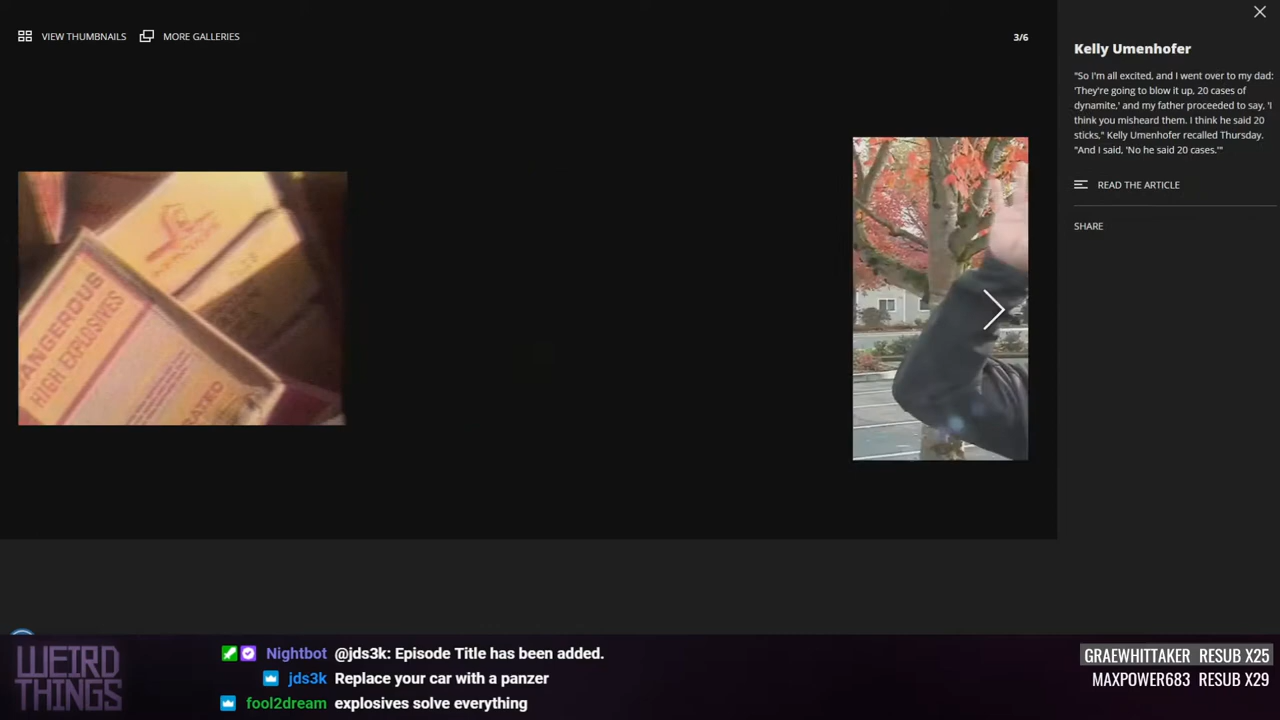 VIEW THUMBNAILS MORE GALLERIES
3/6
Kelly Umenhofer
"So I'm all excited, and I went over to my dad:
'They're going to blow it up, 20 cases of
dynamite,' and my father proceeded to say, 'I
think you misheard them. I think he said 20
sticks," Kelly Umenhofer recalled Thursday.
"And I said, 'No he said 20 cases.'"
READ THE ARTICLE
SHARE
HERCULES
DANGEROUS
HIGH EXPLOSIVES
WEIRD
THINGS
Nightbot @jds3k: Episode Title has been added.
jds3k Replace your car with a panzer
fool2dream explosives solve everything
GRAEWHITTAKER RESUB X25
MAXPOWER683 RESUB X29